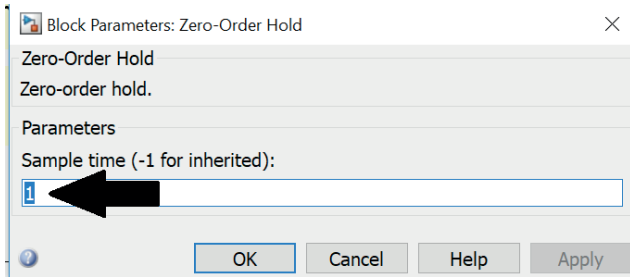 Block Parameters: Zero-Order Hold
Zero-Order Hold
Zero-order hold.
Parameters
Sample time (-1 for inherited):
1
OK Cancel Help Apply